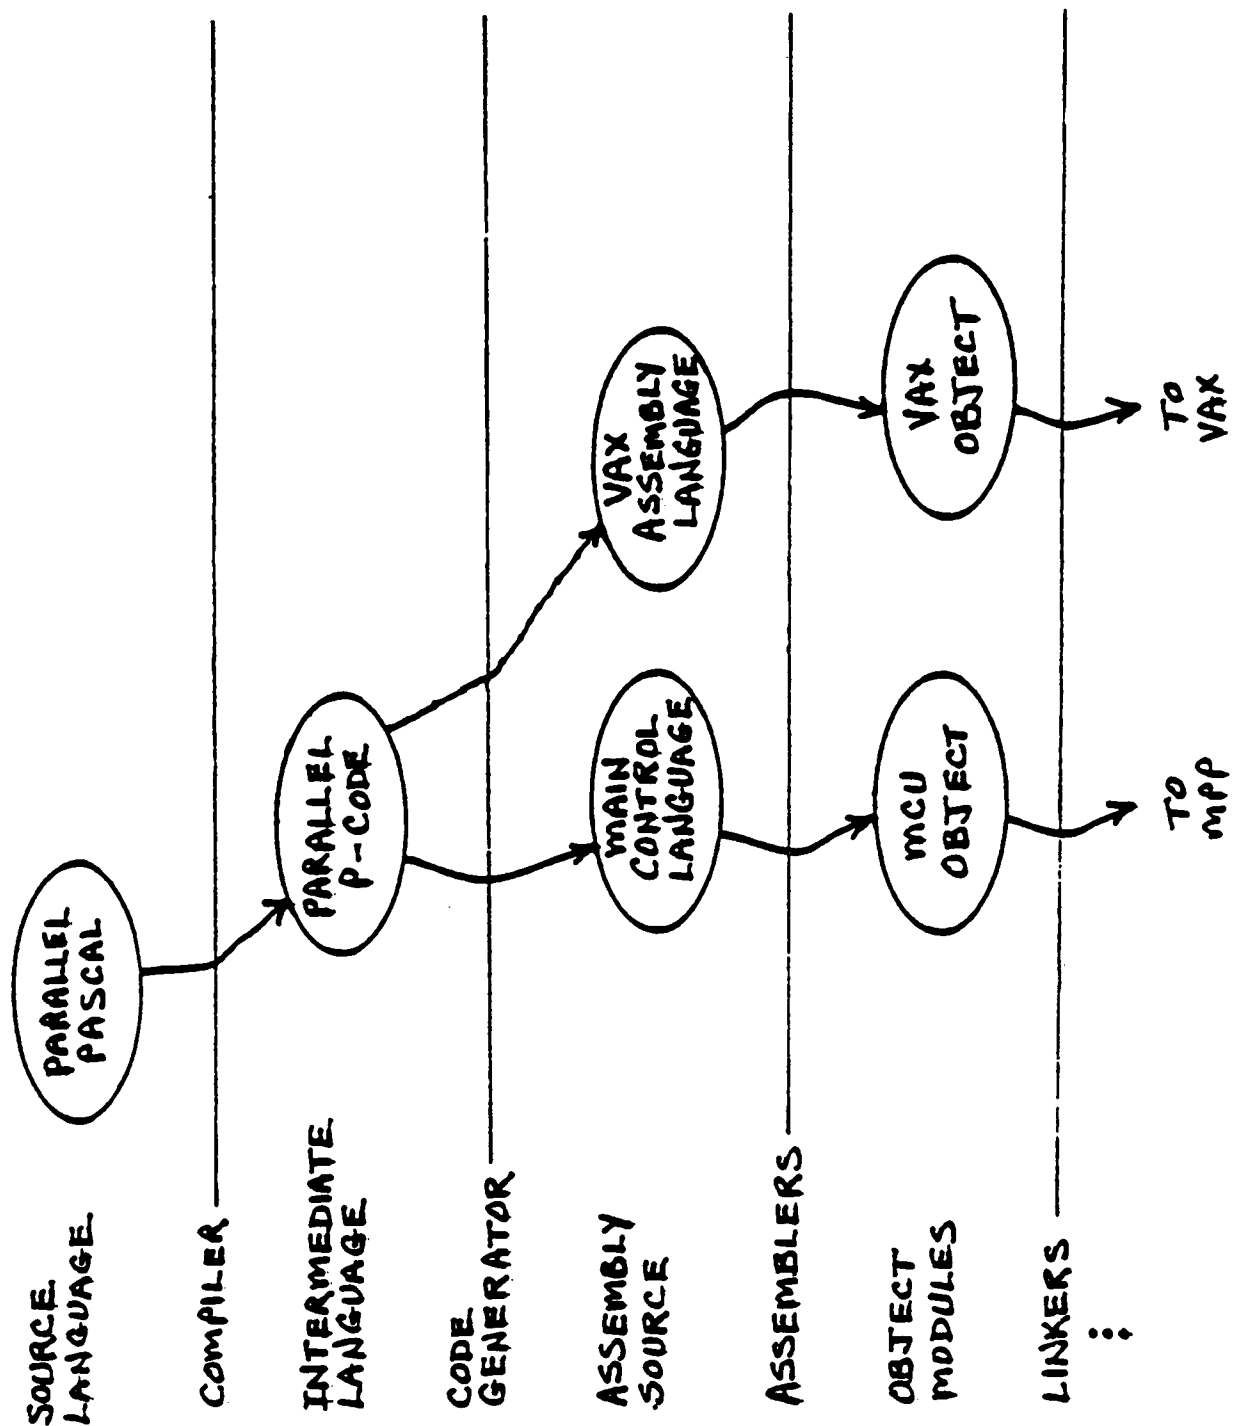 SOURCE
LANGUAGE
PARALLEL
PASCAL
COMPILER
INTERMEDIATE
LANGUAGE
PARALLEL
P-CODE
CODE
GENERATOR
ASSEMBLY
SOURCE
MAIN
CONTROL
LANGUAGE
VAX
ASSEMBLY
LANGUAGE
ASSEMBLERS
OBJECT
MODULES
MCU
OBJECT
VAX
OBJECT
LINKERS
TO
MPP
TO
VAX